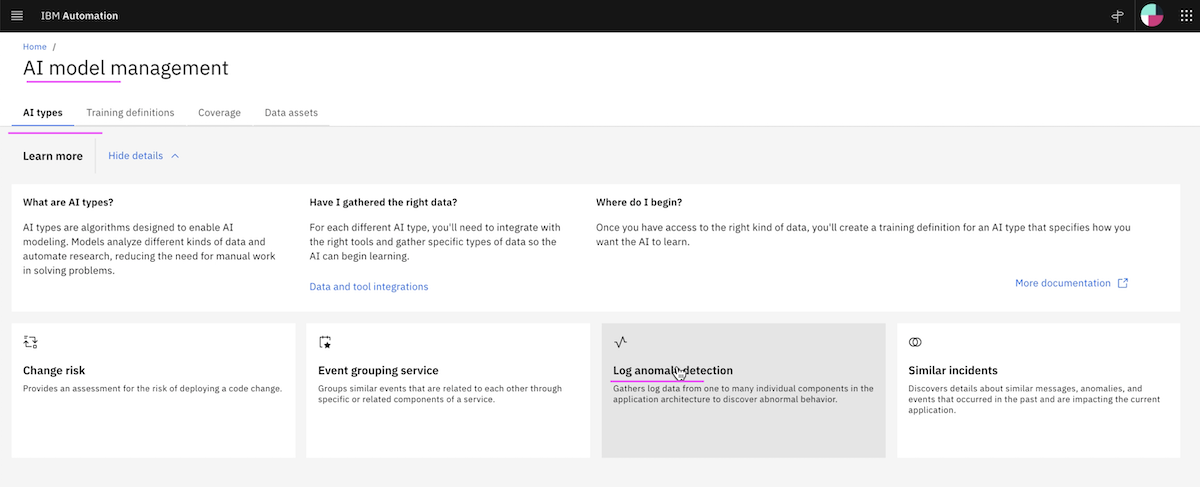 IBM Automation
Home /
AI model management
AI types Training definitions Coverage Data assets
Learn more Hide details
What are AI types?
AI types are algorithms designed to enable AI
modeling. Models analyze different kinds of data and
automate research, reducing the need for manual work
in solving problems.
Have I gathered the right data?
For each different AI type, you'll need to integrate with
the right tools and gather specific types of data so the
AI can begin learning.
Data and tool integrations
Where do I begin?
Once you have access to the right kind of data, you'll create a training definition for an AI type that specifies how you
want the AI to learn.
More documentation
Change risk
Provides an assessment for the risk of deploying a code change.
Event grouping service
Groups similar events that are related to each other through
specific or related components of a service.
Log anomaly detection
Gathers log data from one to many individual components in the
application architecture to discover abnormal behavior.
Similar incidents
Discovers details about similar messages, anomalies, and
events that occurred in the past and are impacting the current
application.